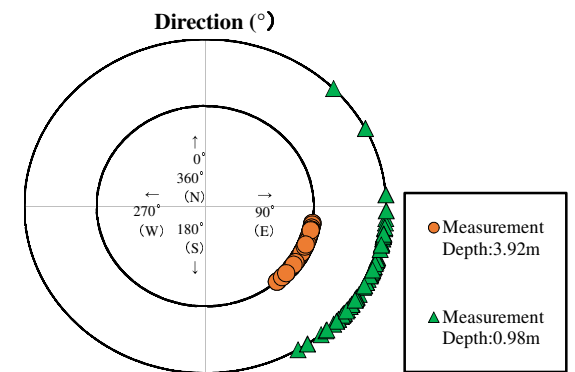 Direction (°)
↑
0°
360°
(N)
←
→
270°
180°
90°
(W)
(S)
(E)
↓
Measurement
Depth:3.92m
Measurement
Depth:0.98m